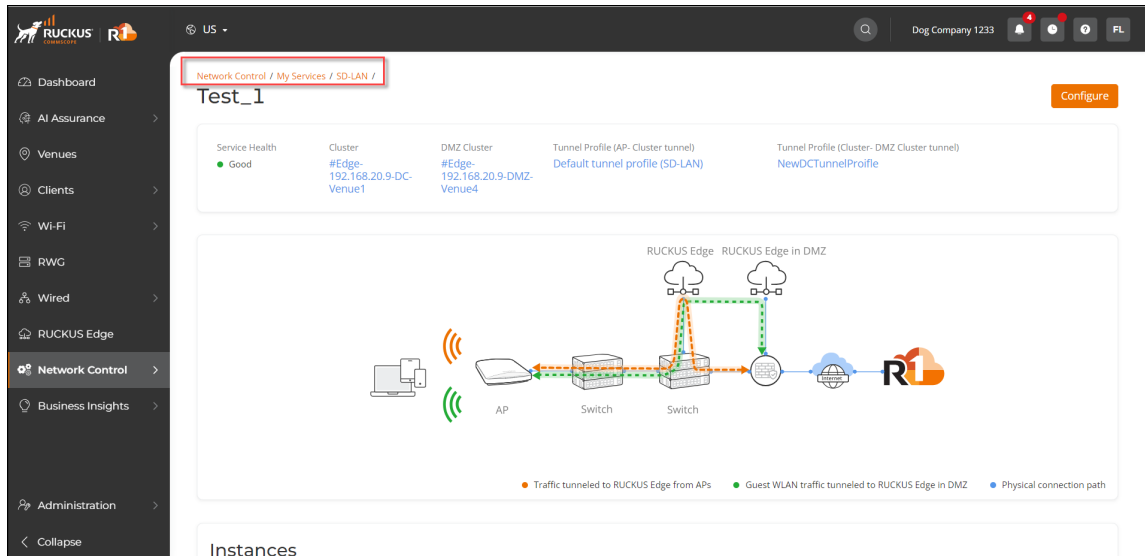 RUCKUS
COMMSCOPE
R1
US
Dog Company 1233
4
?
FL
Dashboard
AI Assurance
Venues
Clients
Wi-Fi
RWG
Wired
RUCKUS Edge
Network Control
Business Insights
Administration
Collapse
Network Control / My Services / SD-LAN /
Test_1
Configure
Service Health
Good
Cluster
#Edge-
192.168.20.9-DC-
Venue1
DMZ Cluster
#Edge-
192.168.20.9-DMZ-
Venue4
Tunnel Profile (AP- Cluster tunnel)
Default tunnel profile (SD-LAN)
Tunnel Profile (Cluster- DMZ Cluster tunnel)
NewDCTunnelProifle
RUCKUS Edge
RUCKUS Edge in DMZ
AP
Switch
Switch
Internet
R1
Traffic tunneled to RUCKUS Edge from APs
Guest WLAN traffic tunneled to RUCKUS Edge in DMZ
Physical connection path
Instances